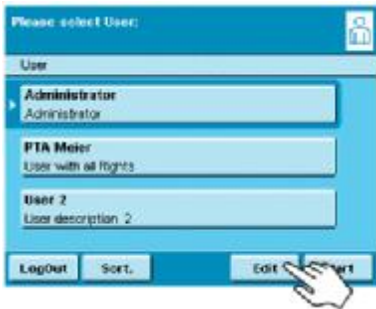 Please select User:
User
Administrator
Administrator
PTA Meier
User with all Rights
User 2
User description 2
LogOut Sort. Edit